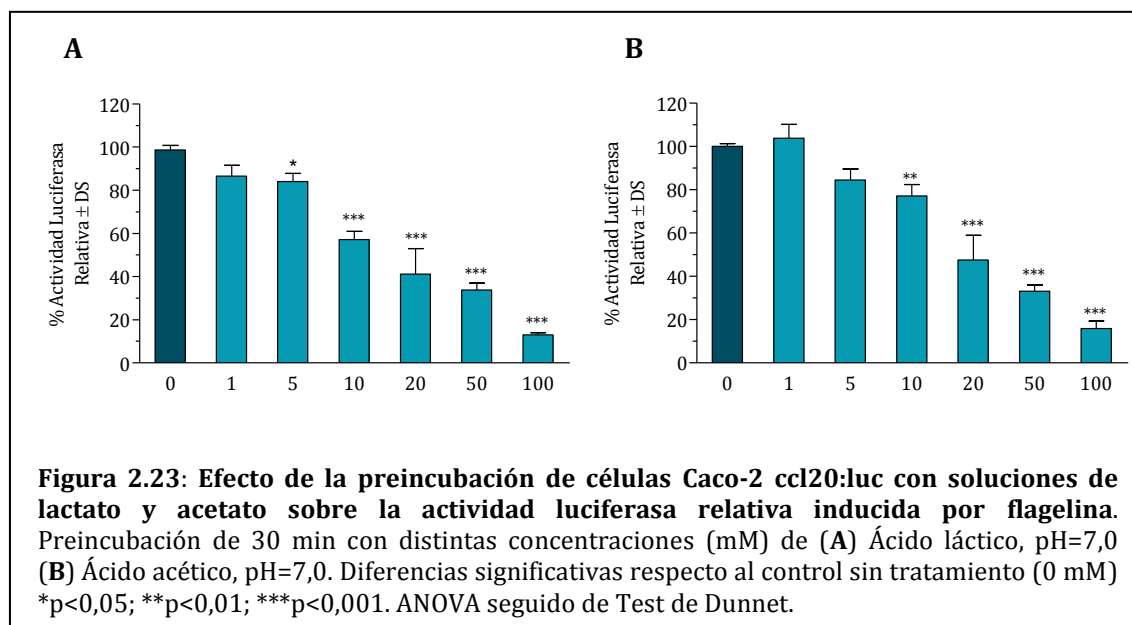 A
B
% Actividad Luciferasa
Relativa ± DS
120
100
80
60
40
20
0
*
***
***
***
***
0 1 5 10 20 50 100
% Actividad Luciferasa
Relativa ± DS
120
100
80
60
40
20
0
**
***
***
***
0 1 5 10 20 50 100
Figura 2.23: Efecto de la preincubación de células Caco-2 ccl20:luc con soluciones de
lactato y acetato sobre la actividad luciferasa relativa inducida por flagelina.
Preincubación de 30 min con distintas concentraciones (mM) de (A) Ácido láctico, pH=7,0
(B) Ácido acético, pH=7,0. Diferencias significativas respecto al control sin tratamiento (0 mM)
*p<0,05; **p<0,01; ***p<0,001. ANOVA seguido de Test de Dunnet.